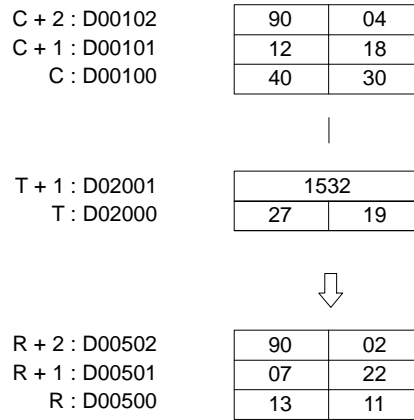 C + 2 : D00102 90 04
C + 1 : D00101 12 18
C : D00100 40 30
T + 1 : D02001 1532
T : D02000 27 19
R + 2 : D00502 90 02
R + 1 : D00501 07 22
R : D00500 13 11